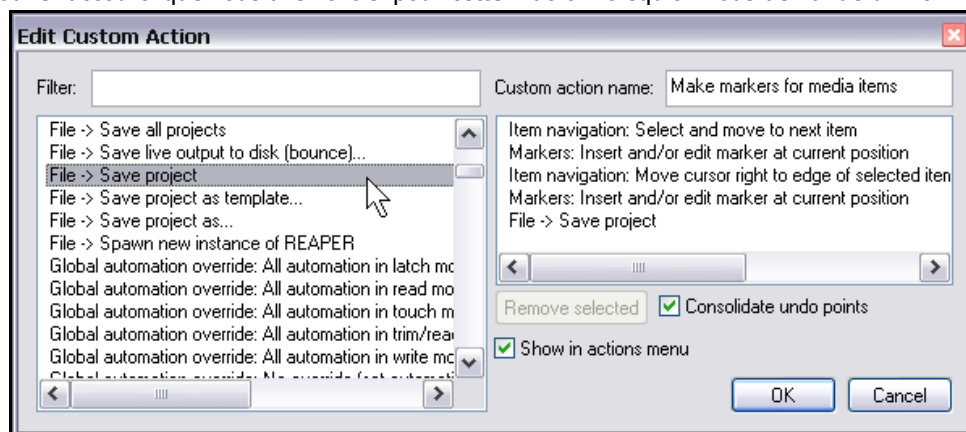 Edit Custom Action
Filter:
Custom action name: Make markers for media items
File -> Save all projects
File -> Save live output to disk (bounce)...
File -> Save project
File -> Save project as template...
File -> Save project as...
File -> Spawn new instance of REAPER
Global automation override: All automation in latch mo
Global automation override: All automation in read mo
Global automation override: All automation in touch m
Global automation override: All automation in trim/rea
Global automation override: All automation in write mo
Item navigation: Select and move to next item
Markers: Insert and/or edit marker at current position
Item navigation: Move cursor right to edge of selected iten
Markers: Insert and/or edit marker at current position
File -> Save project
Remove selected
Consolidate undo points
Show in actions menu
OK
Cancel